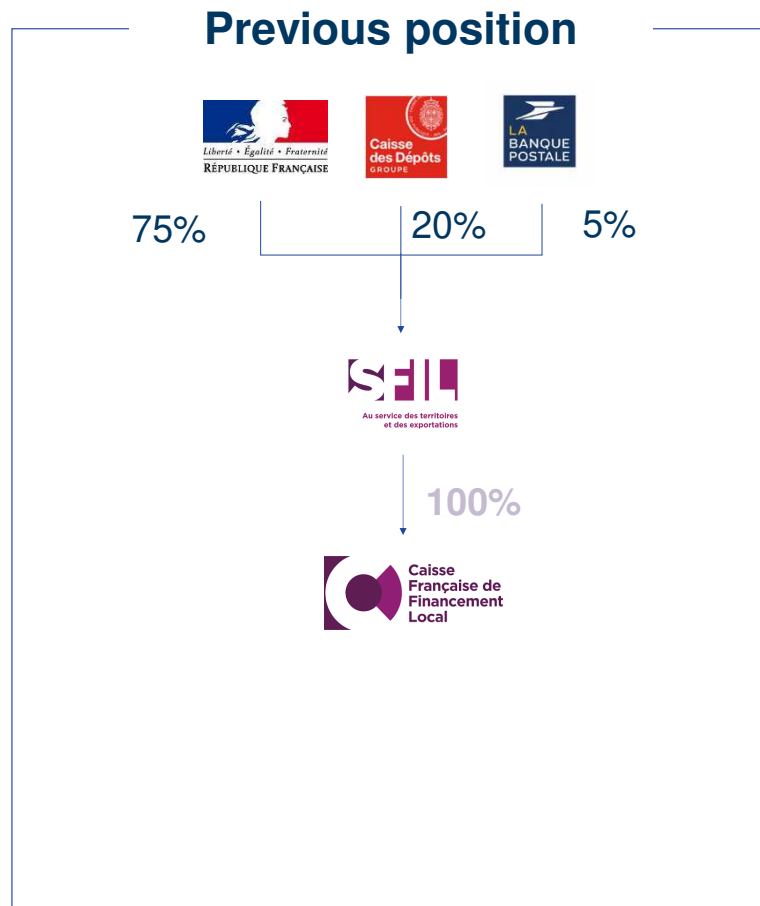 Previous position
Liberté • Égalité • Fraternité
RÉPUBLIQUE FRANÇAISE
Caisse
des Dépôts
GROUPE
LA
BANQUE
POSTALE
75%
20%
5%
SFIL
Au service des territoires
et des exportations
100%
Caisse
Française de
Financement
Local